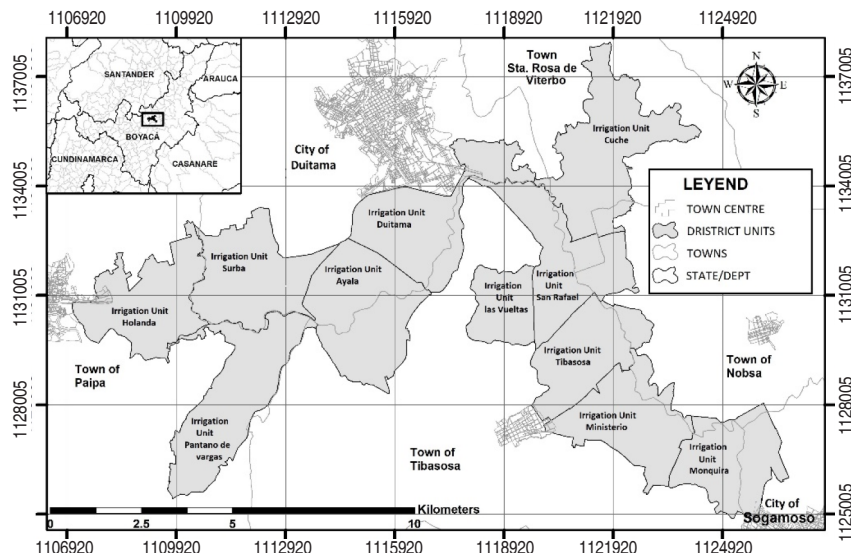 1106920 1109920 1112920 1115920 1118920 1121920 1124920
1137005
1134005
1131005
1128005
1125005
SANTANDER
ARAUCA
BOYACÁ
CUNDINAMARCA
CASANARE
Town
Sta. Rosa de
Viterbo
N
W E
S
City of
Duitama
Irrigation Unit
Cuche
LEYEND
TOWN CENTRE
DRISTRICT UNITS
TOWNS
STATE/DEPT
Irrigation Unit
Duitama
Irrigation Unit
Surba
Irrigation Unit
Ayala
Irrigation Unit
Holanda
Irrigation
Unit
las Vueltas
Irrigation
Unit
San Rafael
Irrigation Unit
Tibasosa
Town of
Nobsa
Town of
Paipa
Irrigation
Unit
Pantano de
vargas
Irrigation Unit
Ministerio
Town of
Tibasosa
Irrigation
Unit
Monquira
City of
Sogamoso
Kilometers
0 2.5 5 10
1137005
1134005
1131005
1128005
1125005
1106920 1109920 1112920 1115920 1118920 1121920 1124920